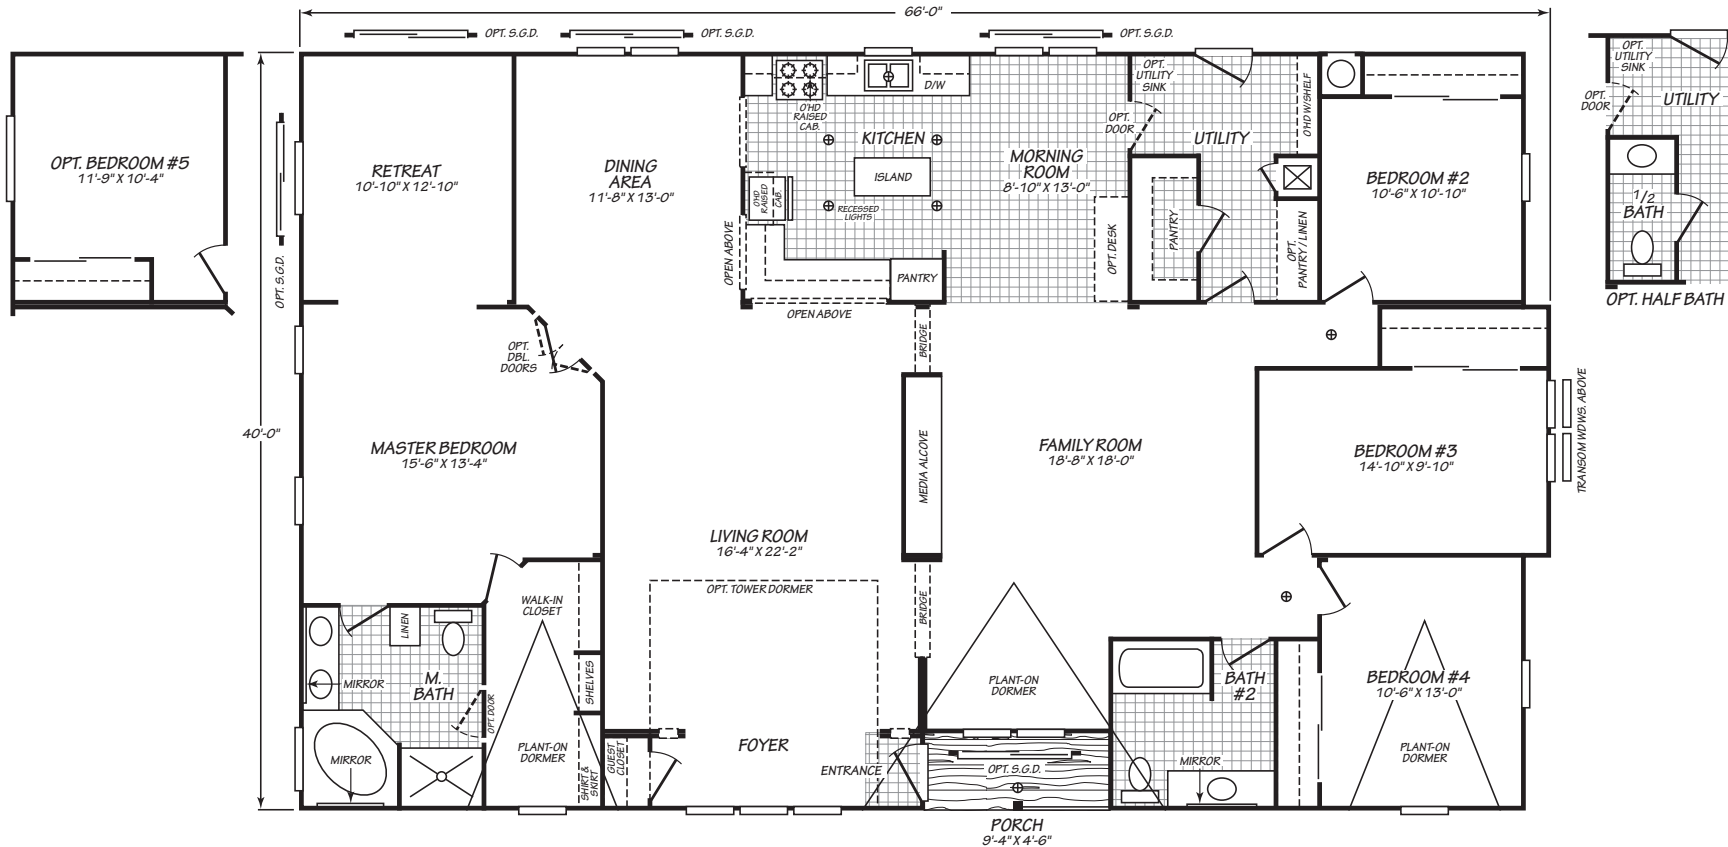 66'-0"
OPT. S.G.D.
OPT. S.G.D.
OPT. S.G.D.
OPT. BEDROOM #5
11'-9" X 10'-4"
OPT. S.G.D.
40'-0"
RETREAT
10'-10" X 12'-10"
DINING
AREA
11'-8" X 13'-0"
OPEN ABOVE
O'HD
RAISED
CAB.
D/W
KITCHEN
ISLAND
RECESSED
LIGHTS
O'HD
RAISED
CAB.
PANTRY
OPEN ABOVE
MORNING
ROOM
8'-10" X 13'-0"
OPT. DESK
OPT.
UTILITY
SINK
OPT.
DOOR
UTILITY
O'HD W/SHELF
PANTRY
OPT.
PANTRY / LINEN
BEDROOM #2
10'-6" X 10'-10"
OPT.
UTILITY
SINK
OPT.
DOOR
UTILITY
1/2
BATH
OPT. HALF BATH
OPT.
DBL.
DOORS
MASTER BEDROOM
15'-6" X 13'-4"
BRIDGE
MEDIA ALCOVE
BRIDGE
FAMILY ROOM
18'-8" X 18'-0"
BEDROOM #3
14'-10" X 9'-10"
TRANSOM WDWS. ABOVE
LIVING ROOM
16'-4" X 22'-2"
OPT. TOWER DORMER
WALK-IN
CLOSET
LINEN
M.
BATH
MIRROR
OPT. DOOR
SHELVES
PLANT-ON
DORMER
SHIRT &
SKIRT
MIRROR
GUEST
CLOSET
FOYER
ENTRANCE
PLANT-ON
DORMER
OPT. S.G.D.
PORCH
9'-4" X 4'-6"
BATH
#2
MIRROR
BEDROOM #4
10'-6" X 13'-0"
PLANT-ON
DORMER